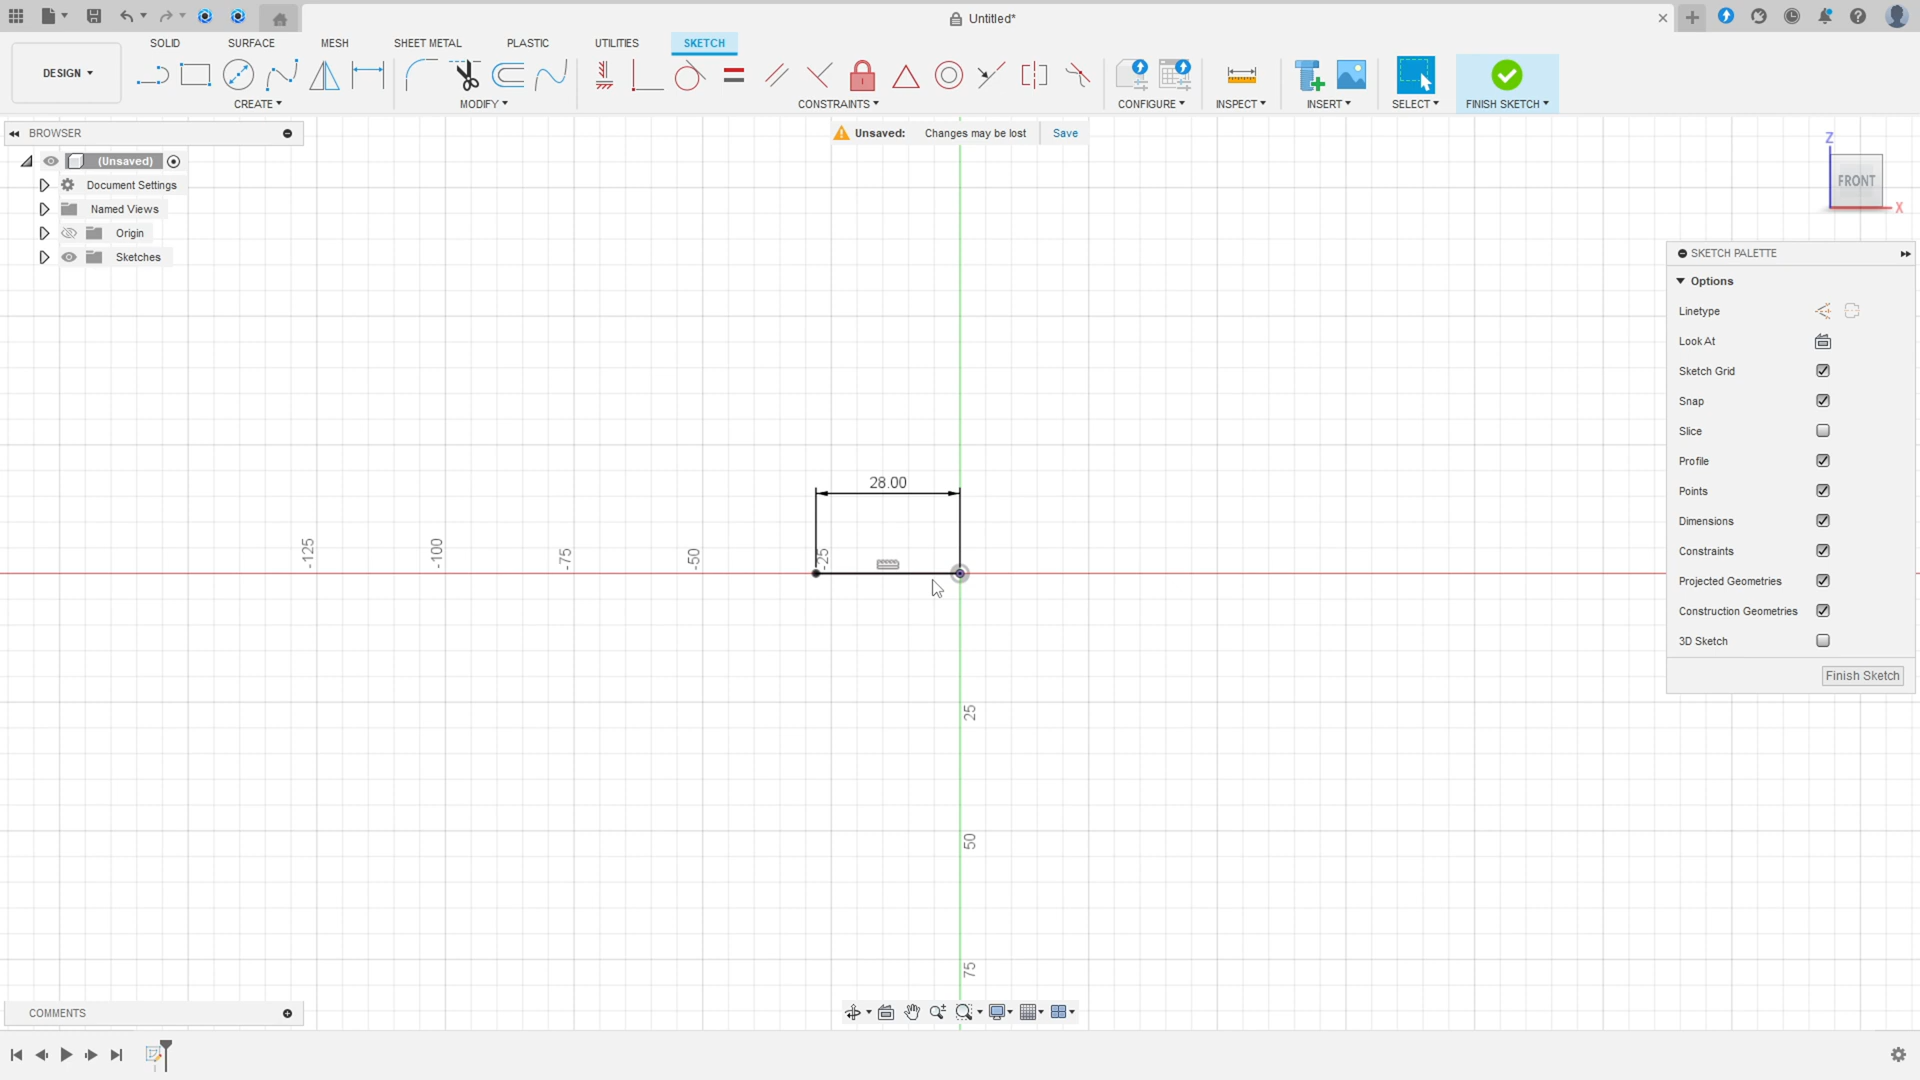 Untitled*
SOLID SURFACE MESH SHEET METAL PLASTIC UTILITIES SKETCH
DESIGN
CREATE MODIFY CONSTRAINTS CONFIGURE INSPECT INSERT SELECT FINISH SKETCH
BROWSER
Unsaved: Changes may be lost Save
(Unsaved)
Document Settings
Named Views
Origin
Sketches
Z
FRONT
X
SKETCH PALETTE
Options
Linetype
Look At
Sketch Grid
Snap
Slice
Profile
Points
Dimensions
Constraints
Projected Geometries
Construction Geometries
3D Sketch
Finish Sketch
28.00
-125
-100
-75
-50
-25
25
50
75
COMMENTS